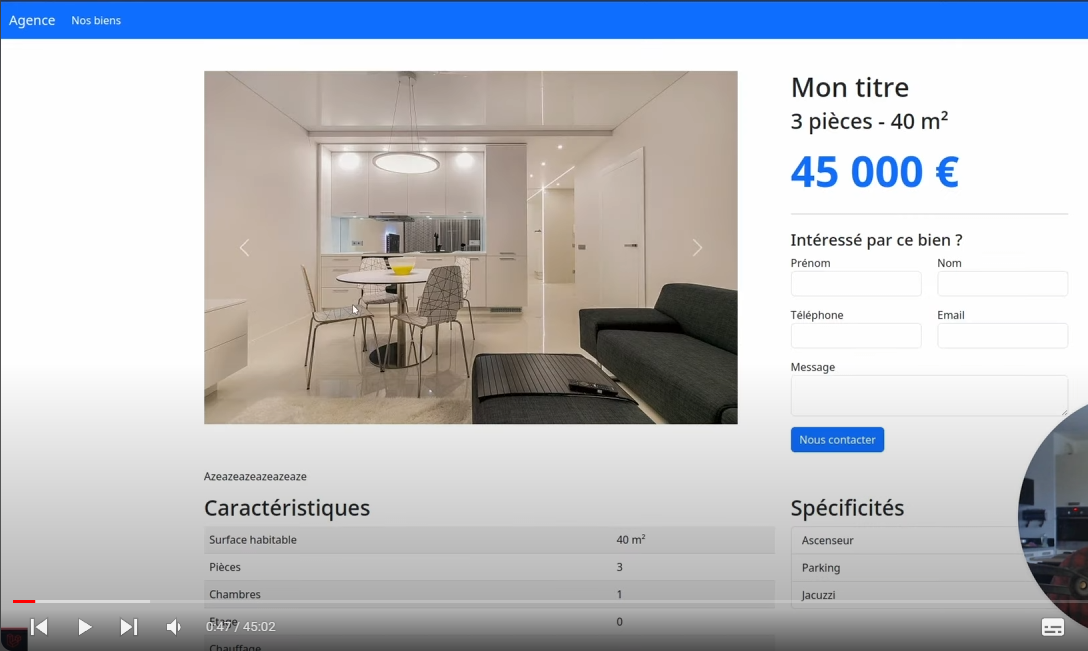 Agence Nos biens
Mon titre
3 pièces - 40 m²
45 000 €
Intéressé par ce bien ?
Prénom Nom
Téléphone Email
Message
Nous contacter
Azeazeazeazeazeaze
Caractéristiques
Surface habitable 40 m²
Pièces 3
Chambres 1
Etage 0
Chauffage
Spécificités
Ascenseur
Parking
Jacuzzi
0:47 / 45:02